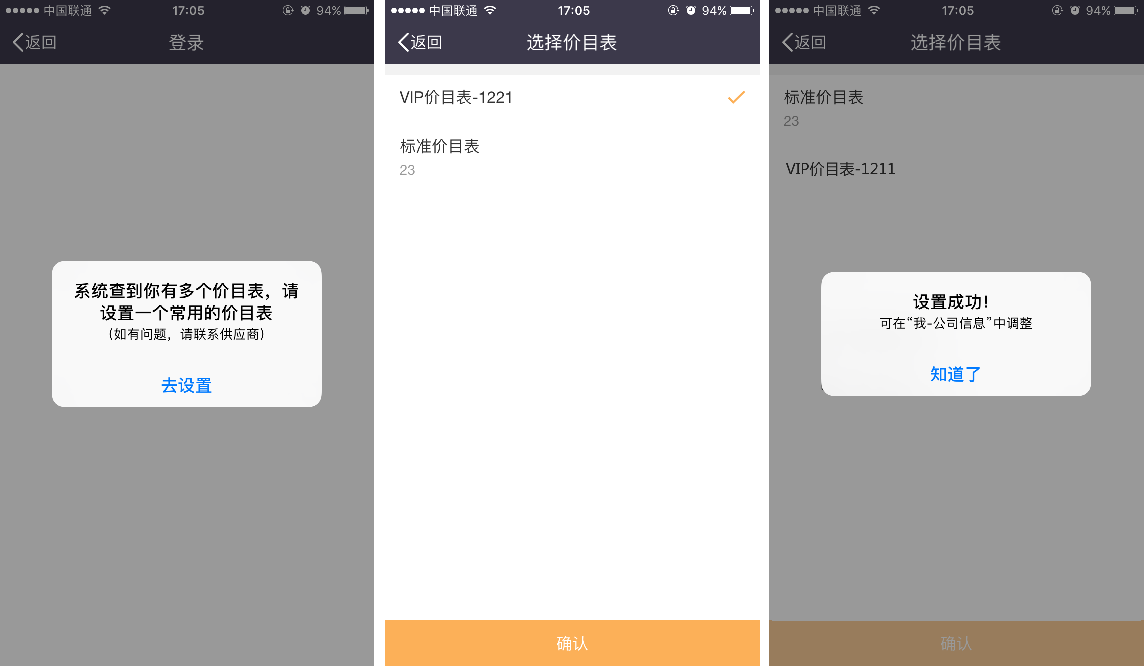 中国联通 17:05 94%
返回 登录
系统查到你有多个价目表，请
设置一个常用的价目表
(如有问题，请联系供应商)
去设置
中国联通 17:05 94%
返回 选择价目表
VIP价目表-1221
标准价目表
23
确认
中国联通 17:05 94%
返回 选择价目表
标准价目表
23
VIP价目表-1211
设置成功!
可在“我-公司信息”中调整
知道了
确认